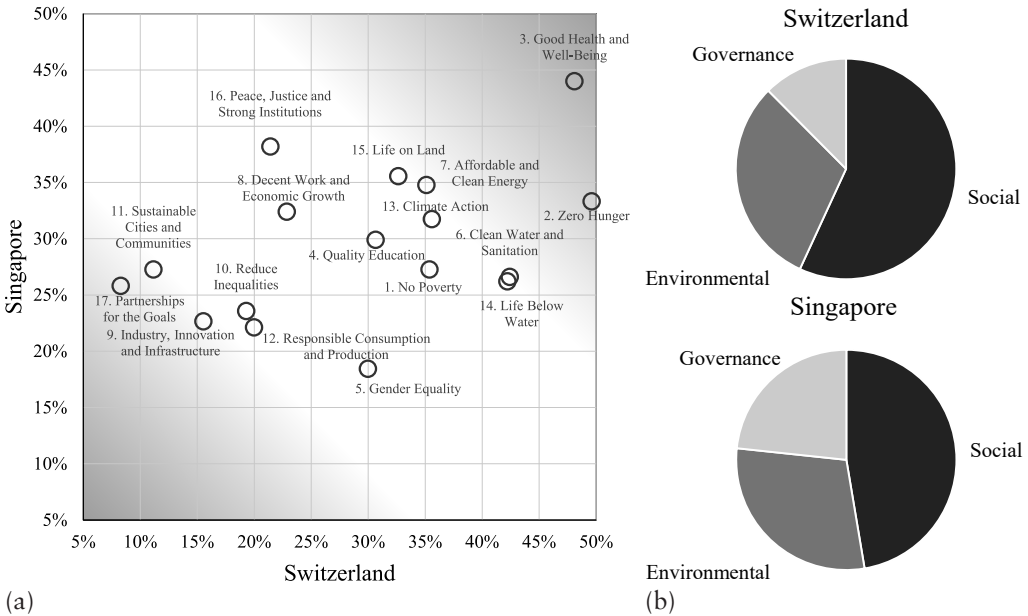 50%
45%
40%
35%
30%
25%
20%
15%
10%
5%
Singapore
3. Good Health and
Well-Being
16. Peace, Justice and
Strong Institutions
15. Life on Land
7. Affordable and
Clean Energy
8. Decent Work and
Economic Growth
13. Climate Action
2. Zero Hunger
11. Sustainable
Cities and
Communities
6. Clean Water and
Sanitation
4. Quality Education
10. Reduce
Inequalities
1. No Poverty
17. Partnerships
for the Goals
14. Life Below
Water
9. Industry, Innovation
and Infrastructure
12. Responsible Consumption
and Production
5. Gender Equality
5% 10% 15% 20% 25% 30% 35% 40% 45% 50%
Switzerland
(a)
Switzerland
Governance
Social
Environmental
Singapore
Governance
Social
Environmental
(b)